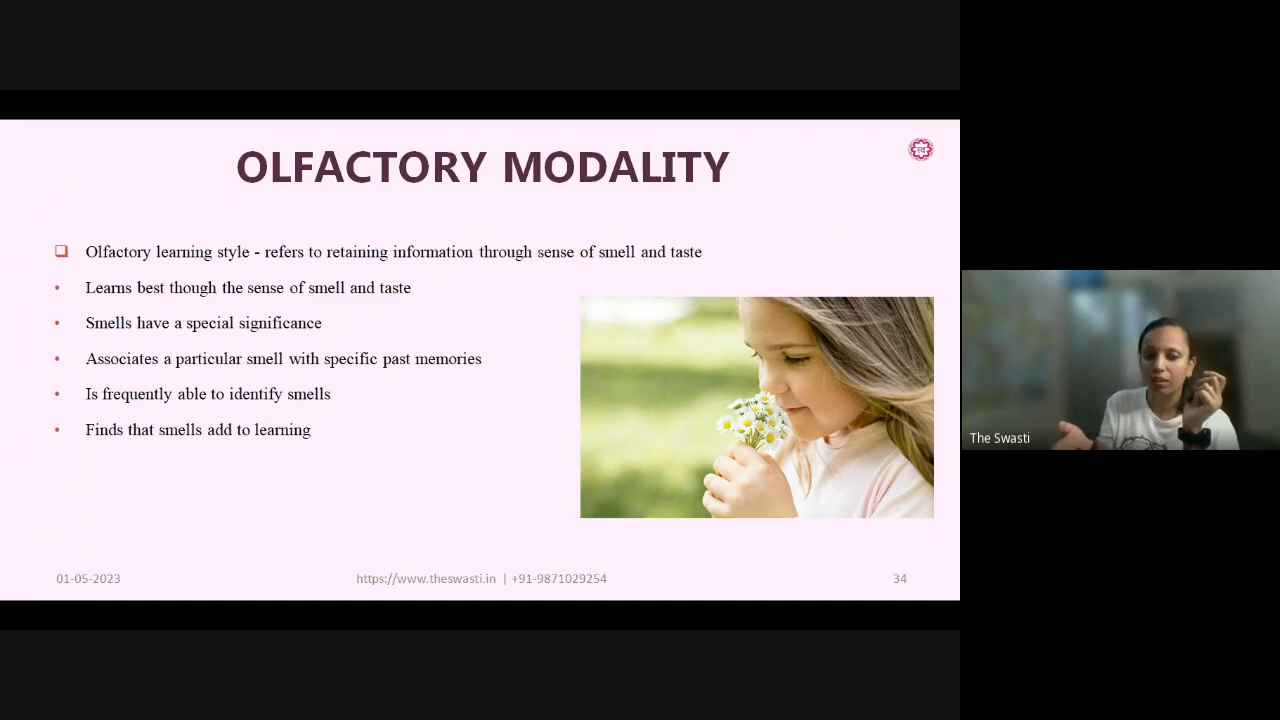 OLFACTORY MODALITY
❑ Olfactory learning style - refers to retaining information through sense of smell and taste
• Learns best though the sense of smell and taste
• Smells have a special significance
• Associates a particular smell with specific past memories
• Is frequently able to identify smells
• Finds that smells add to learning
The Swasti
01-05-2023
https://www.theswasti.in | +91-9871029254
34